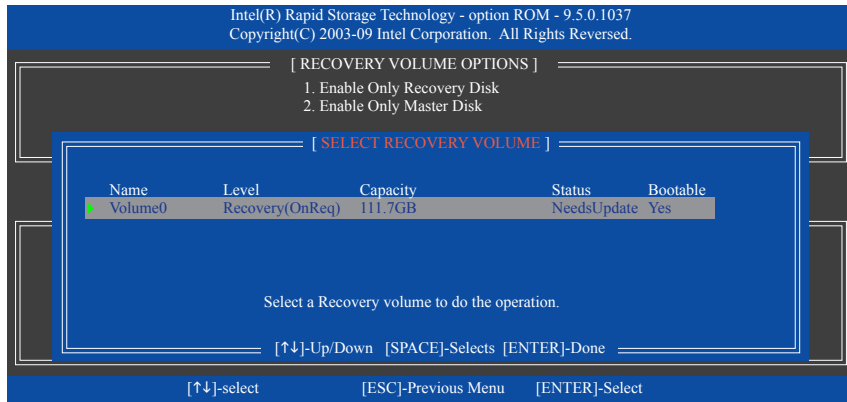 Intel(R) Rapid Storage Technology - option ROM - 9.5.0.1037
Copyright(C) 2003-09 Intel Corporation.  All Rights Reversed.
[ RECOVERY VOLUME OPTIONS ]
1. Enable Only Recovery Disk
2. Enable Only Master Disk
[ SELECT RECOVERY VOLUME ]
Name Level Capacity Status Bootable
Volume0 Recovery(OnReq) 111.7GB NeedsUpdate Yes
Select a Recovery volume to do the operation.
[↑↓]-Up/Down [SPACE]-Selects [ENTER]-Done
[↑↓]-select [ESC]-Previous Menu [ENTER]-Select